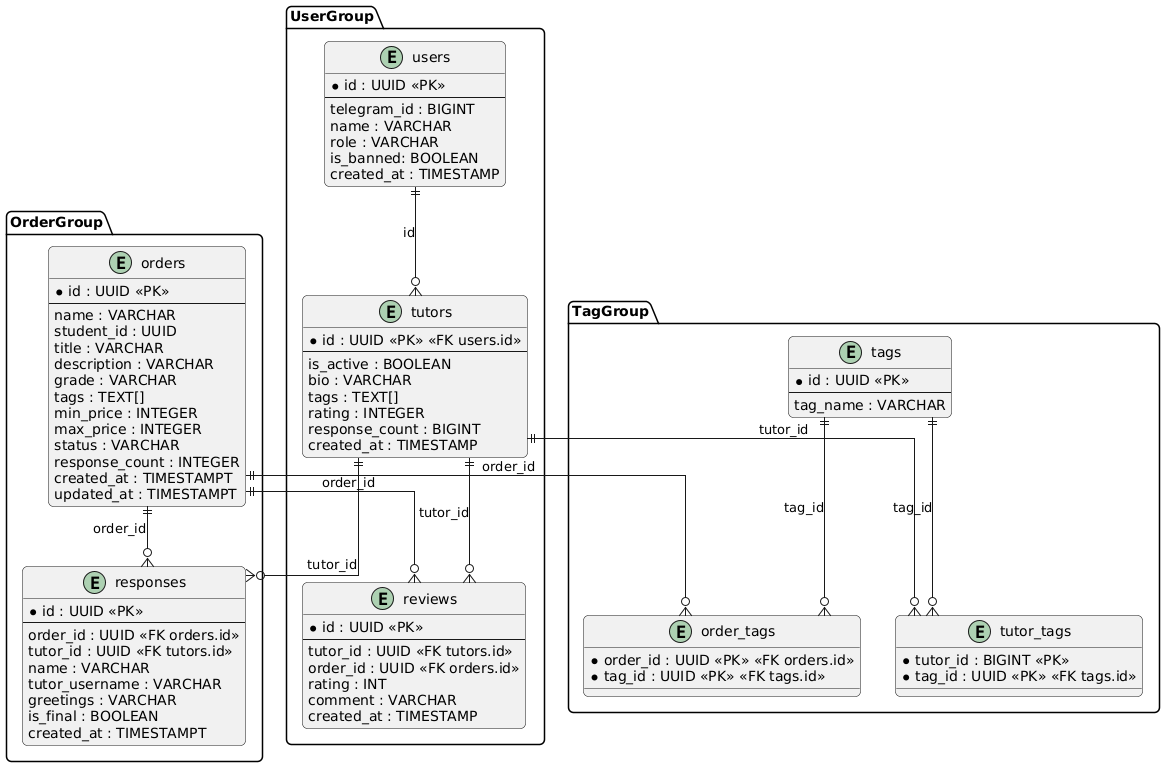 UserGroup
E users
* id : UUID «PK»
telegram_id : BIGINT
name : VARCHAR
role : VARCHAR
is_banned: BOOLEAN
created_at : TIMESTAMP
id
E tutors
* id : UUID «PK» «FK users.id»
is_active : BOOLEAN
bio : VARCHAR
tags : TEXT[]
rating : INTEGER
response_count : BIGINT
created_at : TIMESTAMP
OrderGroup
E orders
* id : UUID «PK»
name : VARCHAR
student_id : UUID
title : VARCHAR
description : VARCHAR
grade : VARCHAR
tags : TEXT[]
min_price : INTEGER
max_price : INTEGER
status : VARCHAR
response_count : INTEGER
created_at : TIMESTAMPT
updated_at : TIMESTAMPT
order_id
E responses
* id : UUID «PK»
order_id : UUID «FK orders.id»
tutor_id : UUID «FK tutors.id»
name : VARCHAR
tutor_username : VARCHAR
greetings : VARCHAR
is_final : BOOLEAN
created_at : TIMESTAMPT
order_id
order_id
tutor_id
tutor_id
tutor_id
E reviews
* id : UUID «PK»
tutor_id : UUID «FK tutors.id»
order_id : UUID «FK orders.id»
rating : INT
comment : VARCHAR
created_at : TIMESTAMP
TagGroup
E tags
* id : UUID «PK»
tag_name : VARCHAR
tag_id
tag_id
E order_tags
* order_id : UUID «PK» «FK orders.id»
* tag_id : UUID «PK» «FK tags.id»
E tutor_tags
* tutor_id : BIGINT «PK»
* tag_id : UUID «PK» «FK tags.id»